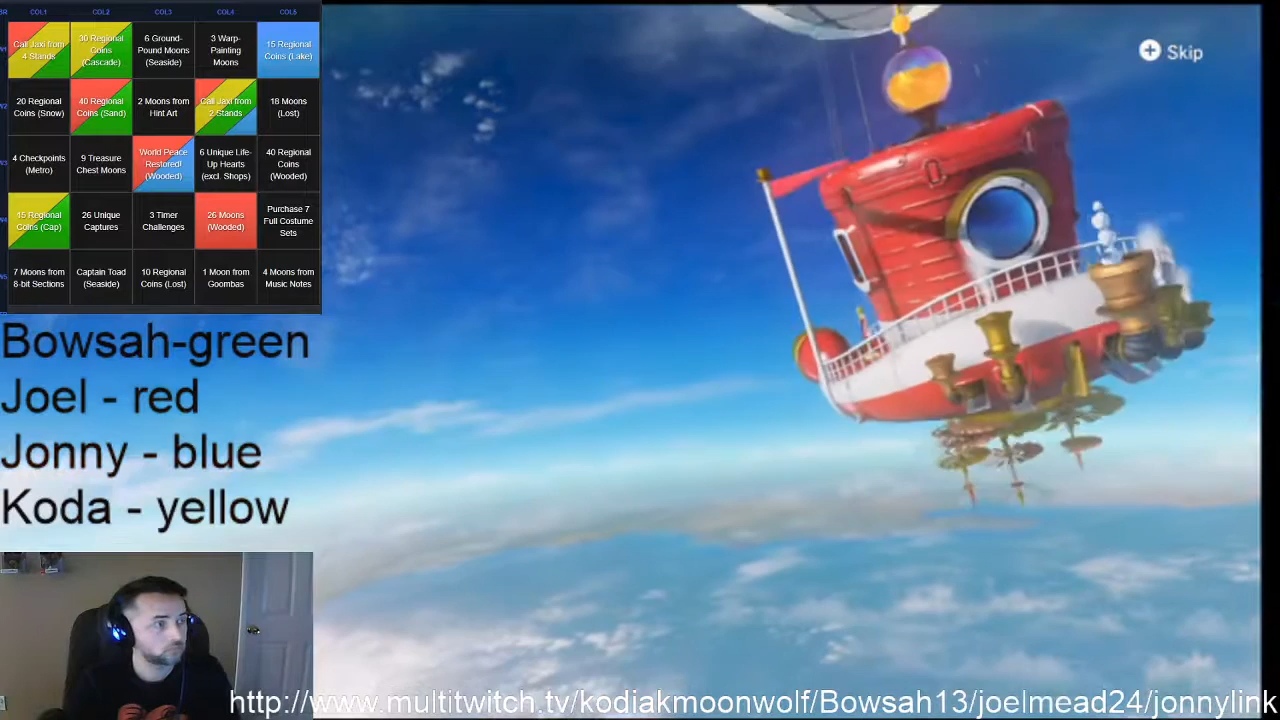 COL1 COL2 COL3 COL4 COL5
Call Jaxi from 4 Stands
30 Regional Coins (Cascade)
6 Ground-Pound Moons (Seaside)
3 Warp-Painting Moons
15 Regional Coins (Lake)
20 Regional Coins (Snow)
40 Regional Coins (Sand)
2 Moons from Hint Art
Call Jaxi from 2 Stands
18 Moons (Lost)
4 Checkpoints (Metro)
9 Treasure Chest Moons
World Peace Restored! (Wooded)
6 Unique Life-Up Hearts (excl. Shops)
40 Regional Coins (Wooded)
15 Regional Coins (Cap)
26 Unique Captures
3 Timer Challenges
26 Moons (Wooded)
Purchase 7 Full Costume Sets
7 Moons from 8-bit Sections
Captain Toad (Seaside)
10 Regional Coins (Lost)
1 Moon from Goombas
4 Moons from Music Notes
Skip
Bowsah-green
Joel - red
Jonny - blue
Koda - yellow
http://www.multitwitch.tv/kodiakmoonwolf/Bowsah13/joelmead24/jonnylink